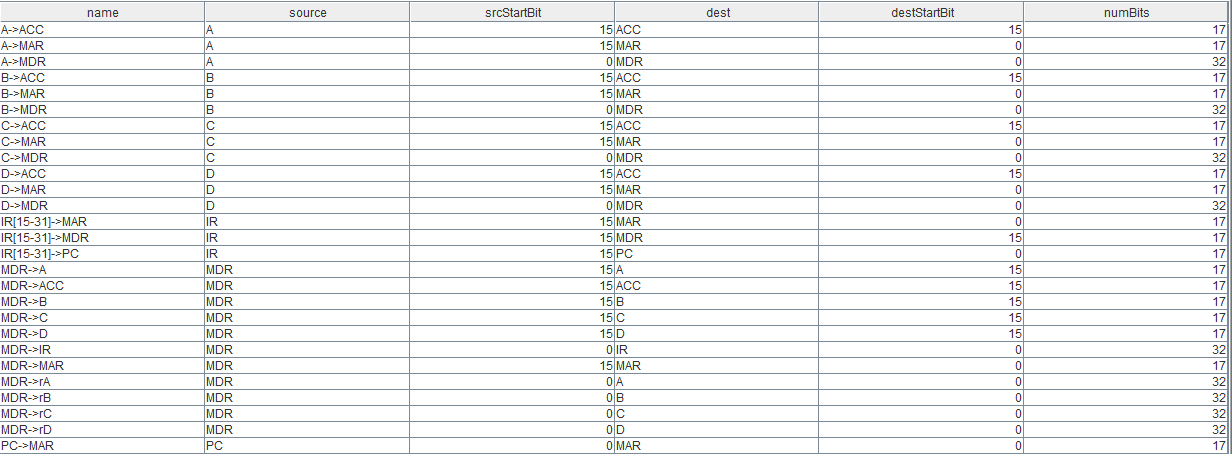 name source srcStartBit dest destStartBit numBits
A->ACC A 15 ACC 15 17
A->MAR A 15 MAR 0 17
A->MDR A 0 MDR 0 32
B->ACC B 15 ACC 15 17
B->MAR B 15 MAR 0 17
B->MDR B 0 MDR 0 32
C->ACC C 15 ACC 15 17
C->MAR C 15 MAR 0 17
C->MDR C 0 MDR 0 32
D->ACC D 15 ACC 15 17
D->MAR D 15 MAR 0 17
D->MDR D 0 MDR 0 32
IR[15-31]->MAR IR 15 MAR 0 17
IR[15-31]->MDR IR 15 MDR 15 17
IR[15-31]->PC IR 15 PC 0 17
MDR->A MDR 15 A 15 17
MDR->ACC MDR 15 ACC 15 17
MDR->B MDR 15 B 15 17
MDR->C MDR 15 C 15 17
MDR->D MDR 15 D 15 17
MDR->IR MDR 0 IR 0 32
MDR->MAR MDR 15 MAR 0 17
MDR->rA MDR 0 A 0 32
MDR->rB MDR 0 B 0 32
MDR->rC MDR 0 C 0 32
MDR->rD MDR 0 D 0 32
PC->MAR PC 0 MAR 0 17